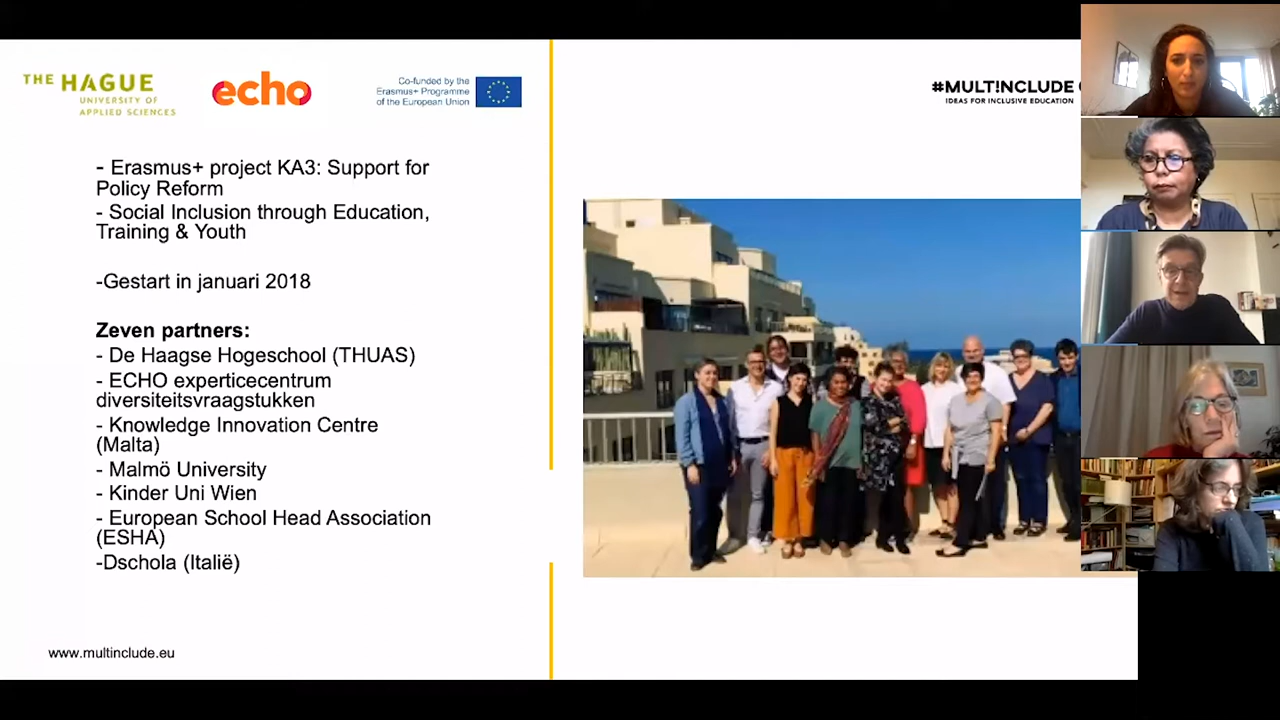 THE HAGUE
UNIVERSITY OF
APPLIED SCIENCES
echo
Co-funded by the
Erasmus+ Programme
of the European Union
#MULT!NCLUDE
IDEAS FOR INCLUSIVE EDUCATION
- Erasmus+ project KA3: Support for
Policy Reform
- Social Inclusion through Education,
Training & Youth
-Gestart in januari 2018
Zeven partners:
- De Haagse Hogeschool (THUAS)
- ECHO experticecentrum
diversiteitsvraagstukken
- Knowledge Innovation Centre
(Malta)
- Malmö University
- Kinder Uni Wien
- European School Head Association
(ESHA)
-Dschola (Italië)
www.multinclude.eu